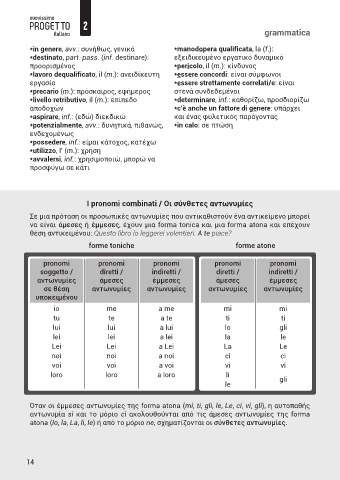 nuovissimo
PROGETTO 2
italiano
grammatica
•in genere, avv.: συνήθως, γενικά
•destinato, part. pass. (inf. destinare): προορισμένος
•lavoro dequalificato, il (m.): ανειδίκευτη εργασία
•precario (m.): πρόσκαιρος, εφήμερος
•livello retributivo, il (m.): επίπεδο αποδοχών
•aspirare, inf.: (εδώ) διεκδικώ
•potenzialmente, avv.: δυνητικά, πιθανώς, ενδεχομένως
•possedere, inf.: είμαι κάτοχος, κατέχω
•utilizzo, l' (m.): χρήση
•avvalersi, inf.: χρησιμοποιώ, μπορώ να προσφύγω σε κάτι
•manodopera qualificata, la (f.): εξειδικευμένο εργατικό δυναμικό
•pericolo, il (m.): κίνδυνος
•essere concordi: είναι σύμφωνοι
•essere strettamente correlati/e: είναι στενά συνδεδεμένοι
•determinare, inf.: καθορίζω, προσδιορίζω
•c'è anche un fattore di genere: υπάρχει και ένας φυλετικός παράγοντας
•in calo: σε πτώση
I pronomi combinati / Οι σύνθετες αντωνυμίες
Σε μια πρόταση οι προσωπικές αντωνυμίες που αντικαθιστούν ένα αντικείμενο μπορεί
να είναι άμεσες ή έμμεσες, έχουν μια forma tonica και μια forma atona και επέχουν
θέση αντικειμένου: Questo libro lo leggerei volentieri. A te piace?
forme toniche forme atone
pronomi soggetto / αντωνυμίες σε θέση υποκειμένου
pronomi diretti / άμεσες αντωνυμίες
pronomi indiretti / έμμεσες αντωνυμίες
pronomi diretti / άμεσες αντωνυμίες
pronomi indiretti / έμμεσες αντωνυμίες
io me a me mi mi
tu te a te ti ti
lui lui a lui lo gli
lei lei a lei la le
Lei Lei a Lei La Le
noi noi a noi ci ci
voi voi a voi vi vi
loro loro a loro li
le
gli
Όταν οι έμμεσες αντωνυμίες της forma atona (mi, ti, gli, le, Le, ci, vi, gli), η αυτοπαθής
αντωνυμία si και το μόριο ci ακολουθούνται από τις άμεσες αντωνυμίες της forma
atona (lo, la, La, li, le) ή από το μόριο ne, σχηματίζονται οι σύνθετες αντωνυμίες.
14